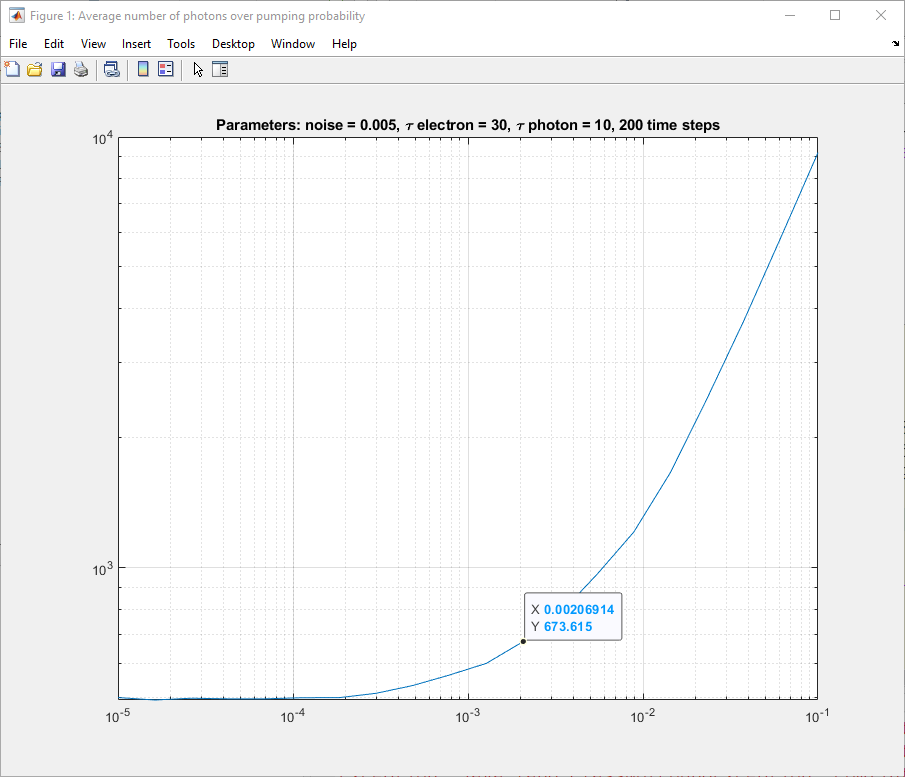 Figure 1: Average number of photons over pumping probability
File Edit View Insert Tools Desktop Window Help
Parameters: noise = 0.005, τ electron = 30, τ photon = 10, 200 time steps
10^4
10^3
X 0.00206914
Y 673.615
10^-5 10^-4 10^-3 10^-2 10^-1